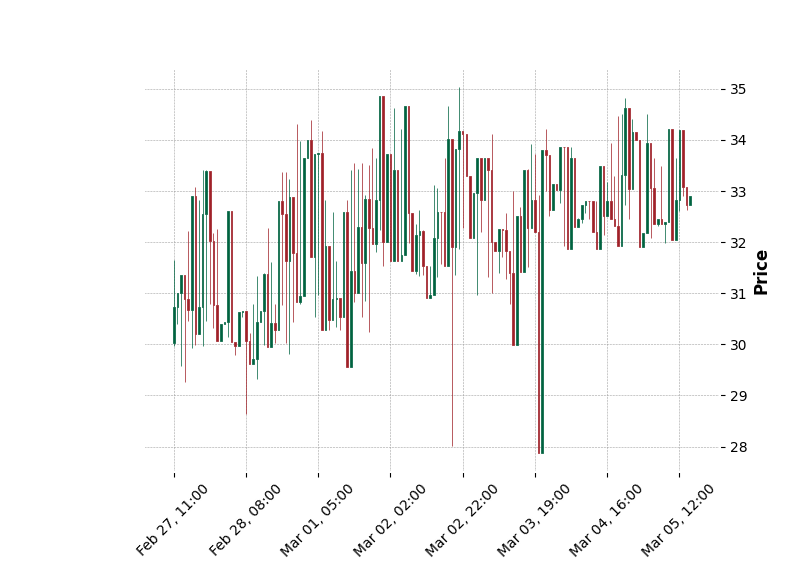 35
34
33
32
31
30
29
28
Price
Feb 27, 11:00
Feb 28, 08:00
Mar 01, 05:00
Mar 02, 02:00
Mar 02, 22:00
Mar 03, 19:00
Mar 04, 16:00
Mar 05, 12:00